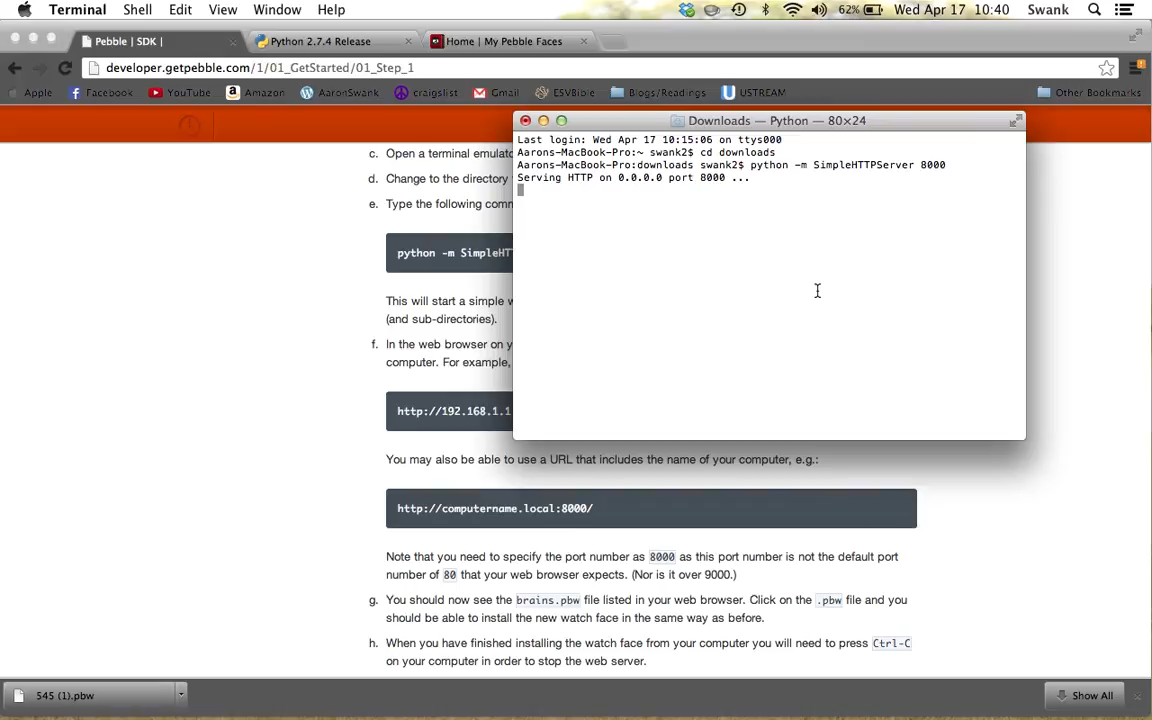 Terminal Shell Edit View Window Help 62% Wed Apr 17 10:40 Swank
Pebble | SDK | Python 2.7.4 Release Home | My Pebble Faces
developer.getpebble.com/1/01_GetStarted/01_Step_1
Apple Facebook YouTube Amazon AaronSwank craigslist Gmail ESVBible Blogs/Readings USTREAM Other Bookmarks
Downloads — Python — 80×24
Last login: Wed Apr 17 10:15:06 on ttys000
Aarons-MacBook-Pro:~ swank2$ cd downloads
Aarons-MacBook-Pro:downloads swank2$ python -m SimpleHTTPServer 8000
Serving HTTP on 0.0.0.0 port 8000 ...
c. Open a terminal emulato
d. Change to the directory
e. Type the following comm
python -m SimpleHT
This will start a simple w
(and sub-directories).
f. In the web browser on y
computer. For example,
http://192.168.1.1
You may also be able to use a URL that includes the name of your computer, e.g.:
http://computername.local:8000/
Note that you need to specify the port number as 8000 as this port number is not the default port
number of 80 that your web browser expects. (Nor is it over 9000.)
g. You should now see the brains.pbw file listed in your web browser. Click on the .pbw file and you
should be able to install the new watch face in the same way as before.
h. When you have finished installing the watch face from your computer you will need to press Ctrl-C
on your computer in order to stop the web server.
545 (1).pbw Show All